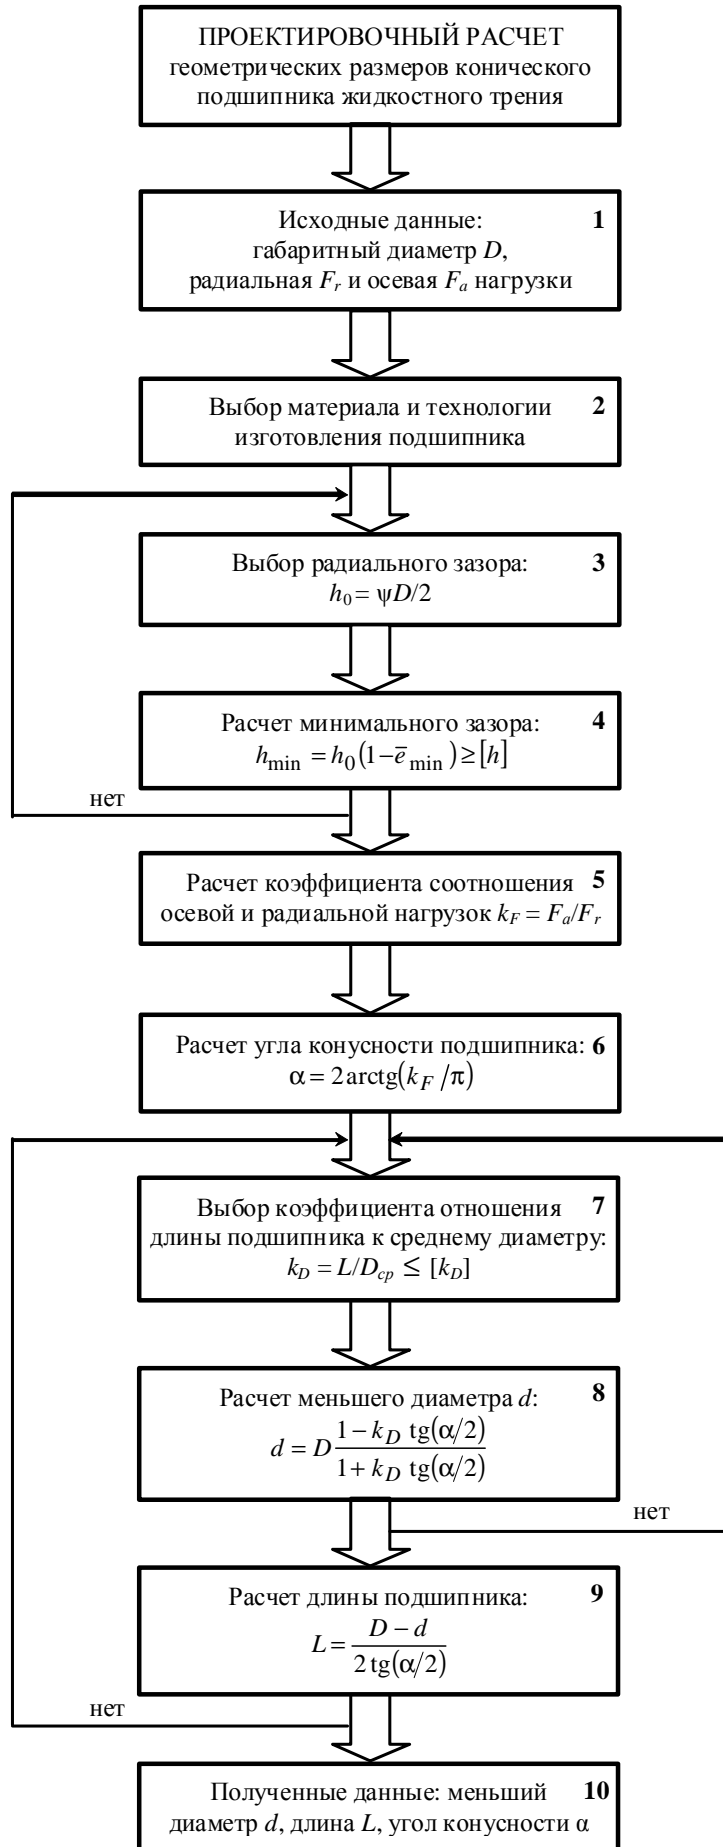 ПРОЕКТИРОВОЧНЫЙ РАСЧЕТ
геометрических размеров конического
подшипника жидкостного трения
Исходные данные: 1
габаритный диаметр D,
радиальная Fr и осевая Fa нагрузки
Выбор материала и технологии 2
изготовления подшипника
Выбор радиального зазора: 3
h0 = ψD/2
Расчет минимального зазора: 4
hmin = h0(1−e̅ min) ≥ [h]
нет
Расчет коэффициента соотношения 5
осевой и радиальной нагрузок kF = Fa/Fr
Расчет угла конусности подшипника: 6
α = 2 arctg(kF /π)
Выбор коэффициента отношения 7
длины подшипника к среднему диаметру:
kD = L/Dcp ≤ [kD]
Расчет меньшего диаметра d: 8
d = D (1 − kD tg(α/2)) / (1 + kD tg(α/2))
нет
Расчет длины подшипника: 9
L = (D − d) / (2 tg(α/2))
нет
Полученные данные: меньший 10
диаметр d, длина L, угол конусности α